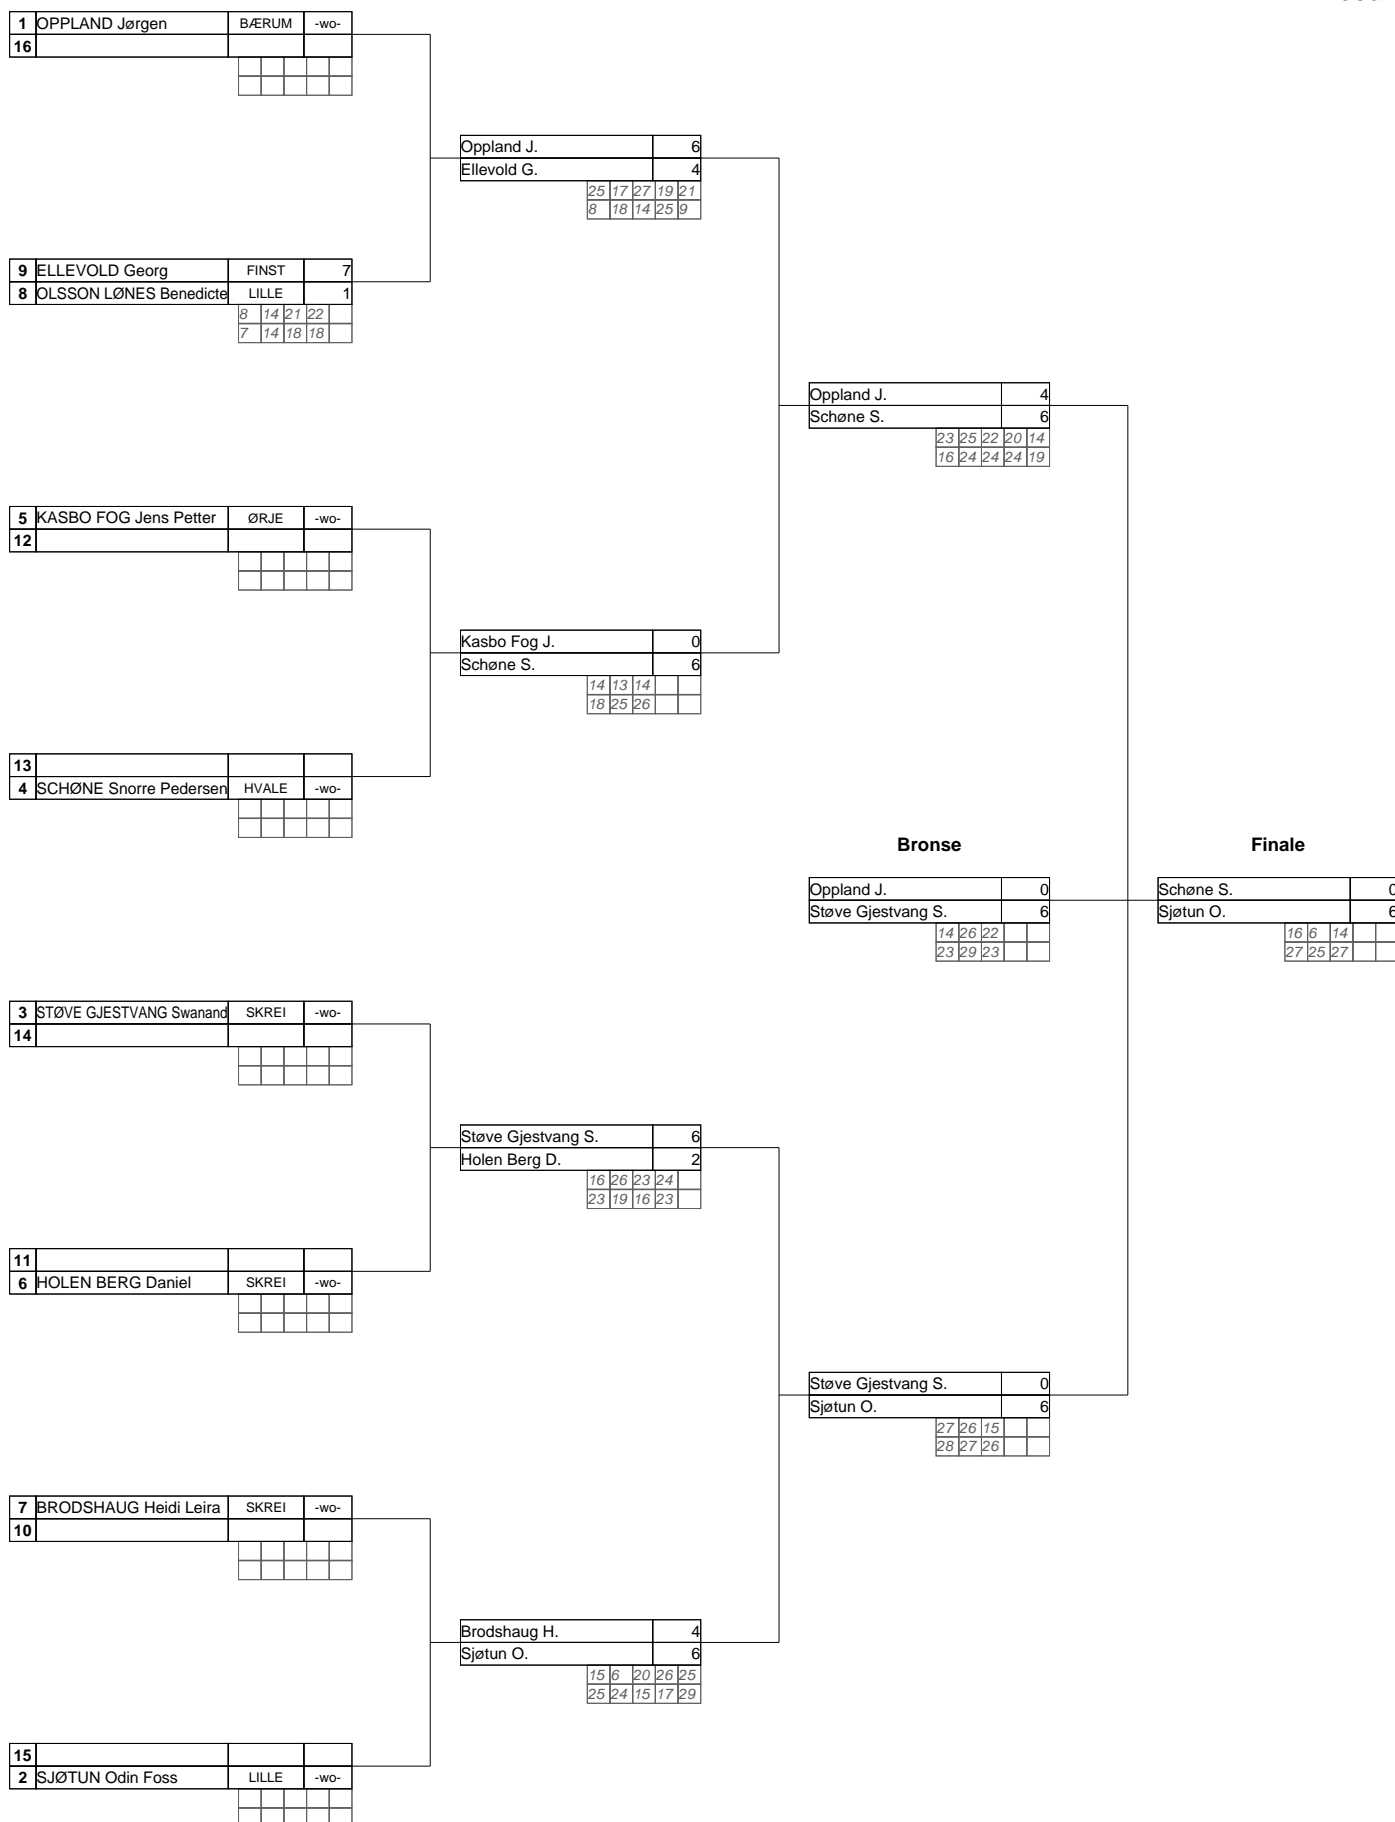 1 OPPLAND Jørgen BÆRUM -wo-
16
Oppland J. 6
Ellevold G. 4
25 17 27 19 21
8 18 14 25 9
9 ELLEVOLD Georg FINST 7
8 OLSSON LØNES Benedicte LILLE 1
8 14 21 22
7 14 18 18
Oppland J. 4
Schøne S. 6
23 25 22 20 14
16 24 24 24 19
5 KASBO FOG Jens Petter ØRJE -wo-
12
Kasbo Fog J. 0
Schøne S. 6
14 13 14
18 25 26
13
4 SCHØNE Snorre Pedersen HVALE -wo-
Bronse Finale
Oppland J. 0
Støve Gjestvang S. 6
14 26 22
23 29 23
Schøne S. 0
Sjøtun O. 6
16 6 14
27 25 27
3 STØVE GJESTVANG Swanand SKREI -wo-
14
Støve Gjestvang S. 6
Holen Berg D. 2
16 26 23 24
23 19 16 23
11
6 HOLEN BERG Daniel SKREI -wo-
Støve Gjestvang S. 0
Sjøtun O. 6
27 26 15
28 27 26
7 BRODSHAUG Heidi Leira SKREI -wo-
10
Brodshaug H. 4
Sjøtun O. 6
15 6 20 26 25
25 24 15 17 29
15
2 SJØTUN Odin Foss LILLE -wo-